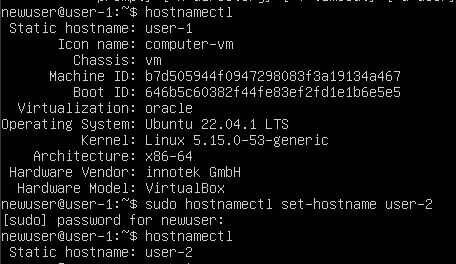 newuser@user-1:~$ hostnamectl
Static hostname: user-1
Icon name: computer-vm
Chassis: vm
Machine ID: b7d505944f0947298083f3a19134a467
Boot ID: 646b5c60382f44fe83ef2fd1e1b6e5e5
Virtualization: oracle
Operating System: Ubuntu 22.04.1 LTS
Kernel: Linux 5.15.0-53-generic
Architecture: x86-64
Hardware Vendor: innotek GmbH
Hardware Model: VirtualBox
newuser@user-1:~$ sudo hostnamectl set-hostname user-2
[sudo] password for newuser:
newuser@user-1:~$ hostnamectl
Static hostname: user-2